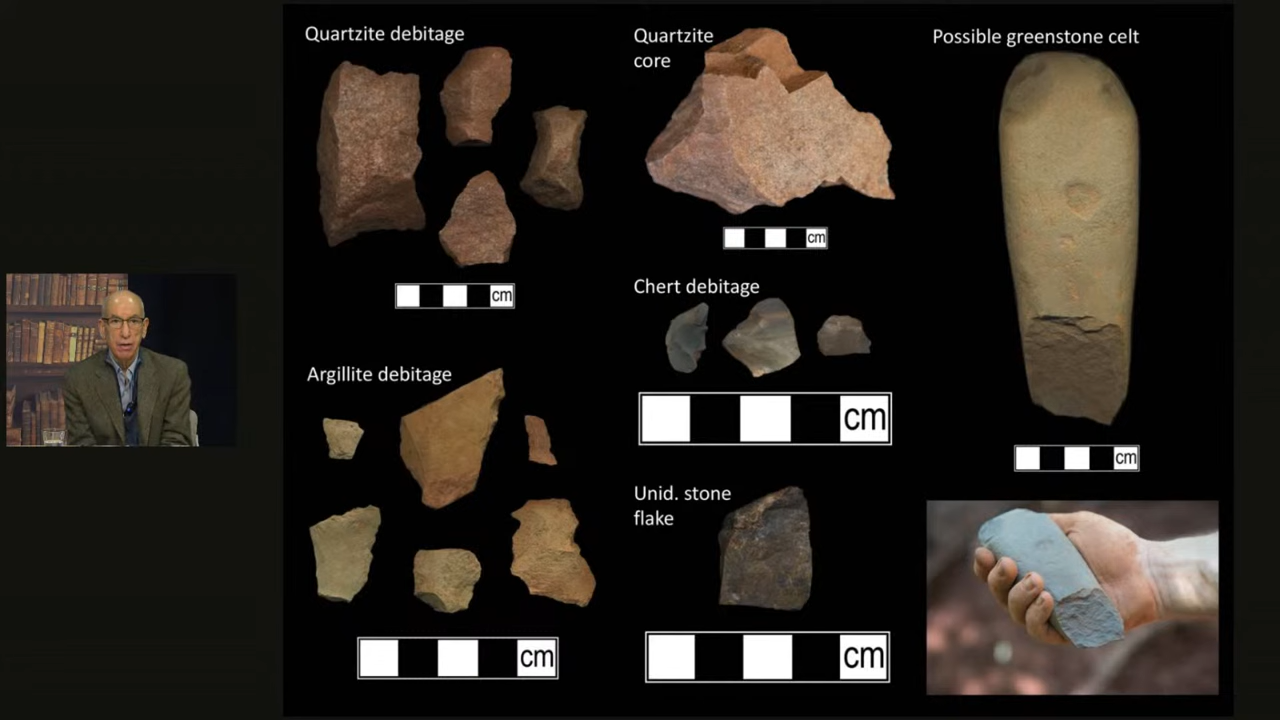 Quartzite debitage
cm
Argillite debitage
cm
Quartzite
core
cm
Chert debitage
cm
Unid. stone
flake
cm
Possible greenstone celt
cm